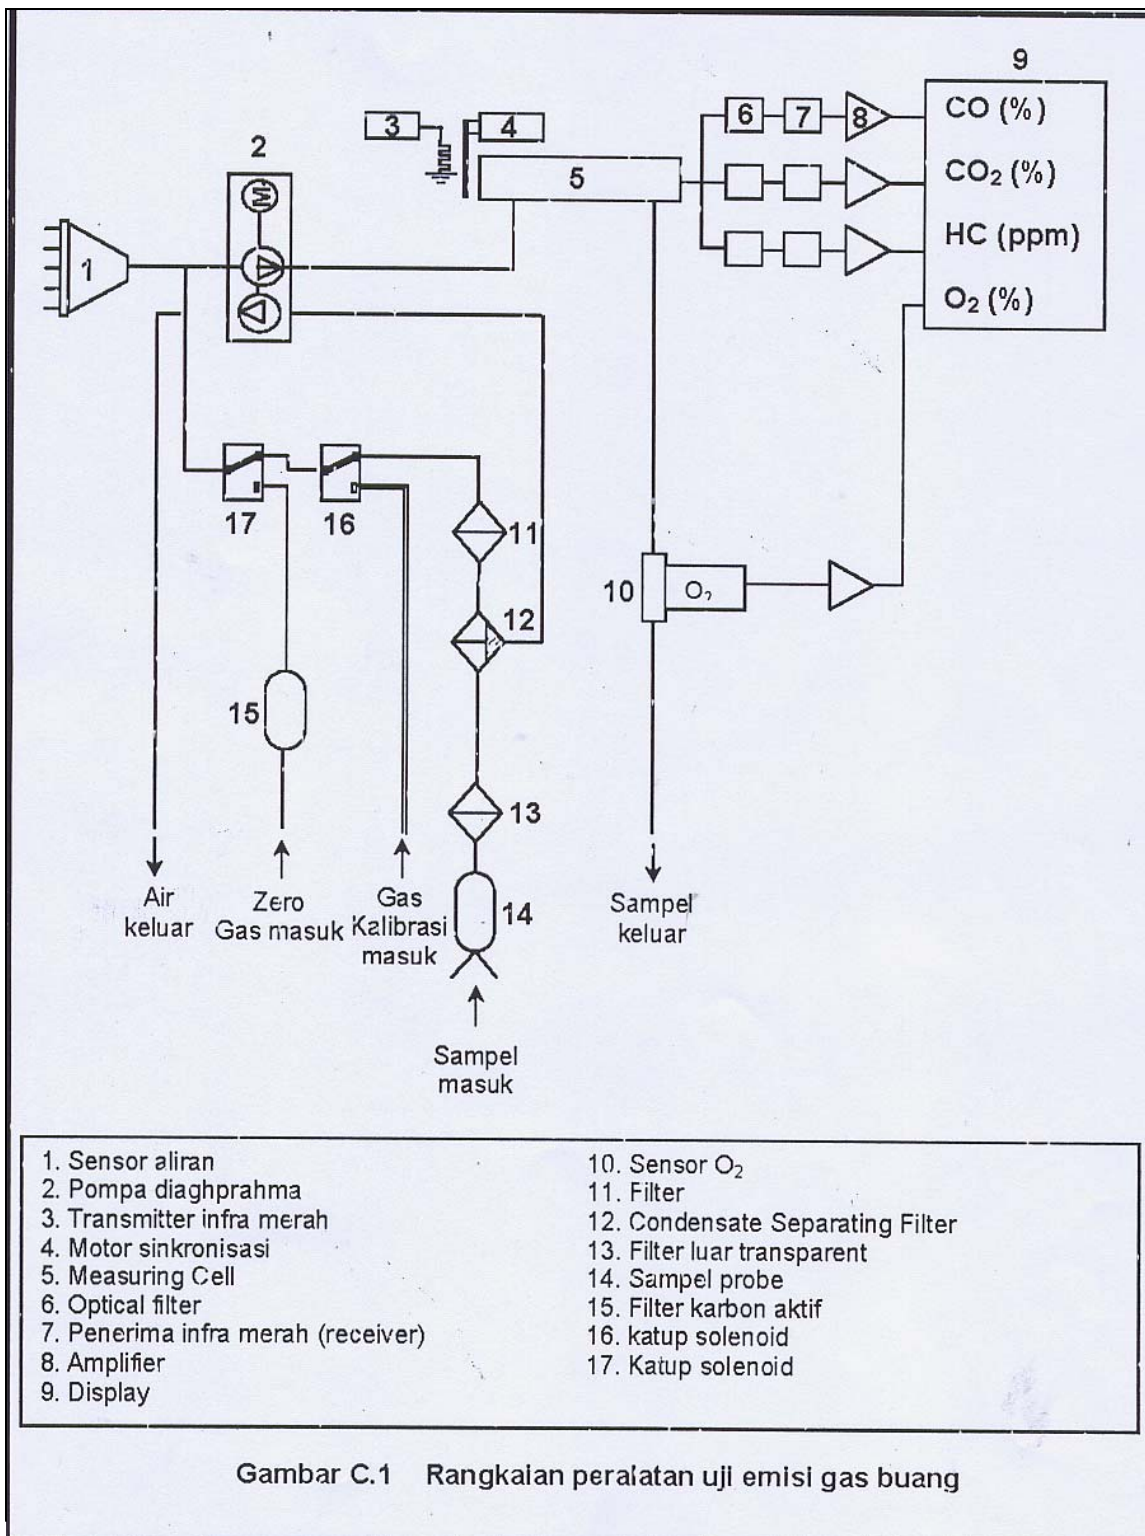 9
3
4
6
7
8
CO (%)
2
5
CO₂ (%)
M
1
HC (ppm)
O₂ (%)
17
16
11
10
O₂
12
15
13
14
Air
keluar
Zero
Gas masuk
Gas
Kalibrasi
masuk
Sampel
keluar
Sampel
masuk
1. Sensor aliran
2. Pompa diaghprahma
3. Transmitter infra merah
4. Motor sinkronisasi
5. Measuring Cell
6. Optical filter
7. Penerima infra merah (receiver)
8. Amplifier
9. Display
10. Sensor O₂
11. Filter
12. Condensate Separating Filter
13. Filter luar transparent
14. Sampel probe
15. Filter karbon aktif
16. katup solenoid
17. Katup solenoid
Gambar C.1 Rangkaian peralatan uji emisi gas buang